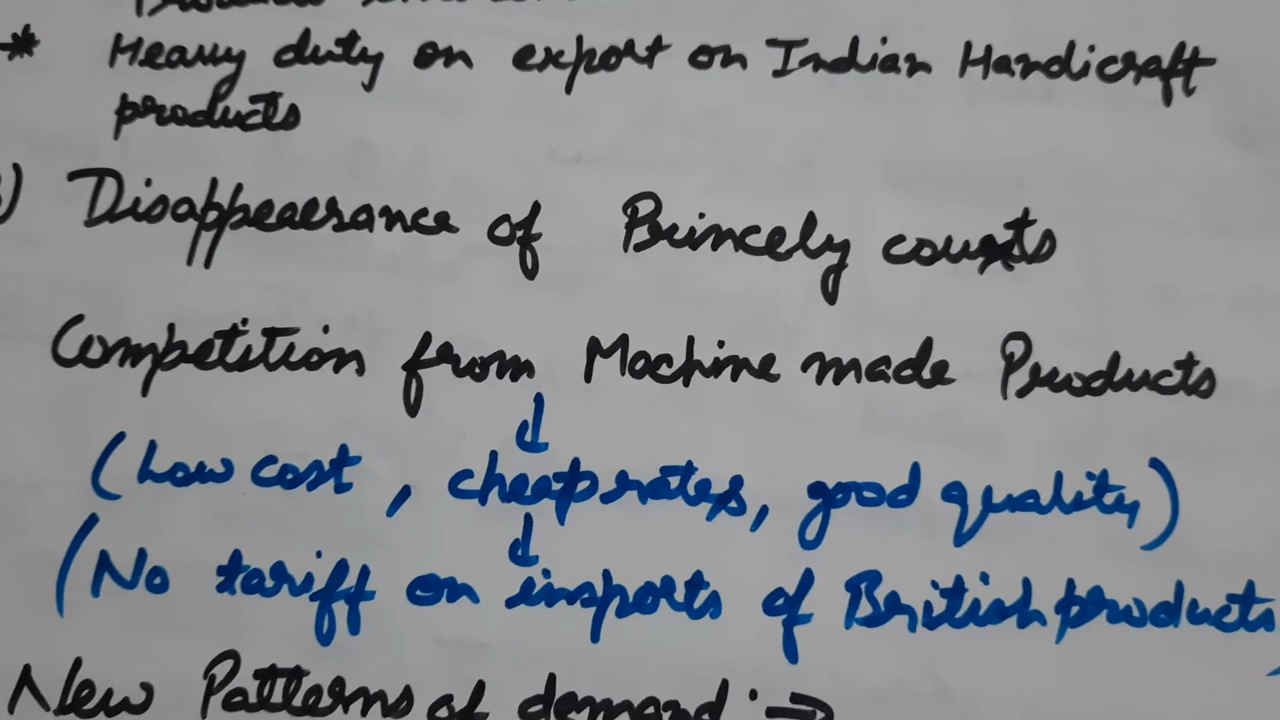 * Heavy duty on export on Indian Handicraft
products
) Disappearance of Princely courts
Competition from Machine made Products
(Low cost, cheap rates, good quality)
(No tariff on imports of British products
New Patterns of demand :→